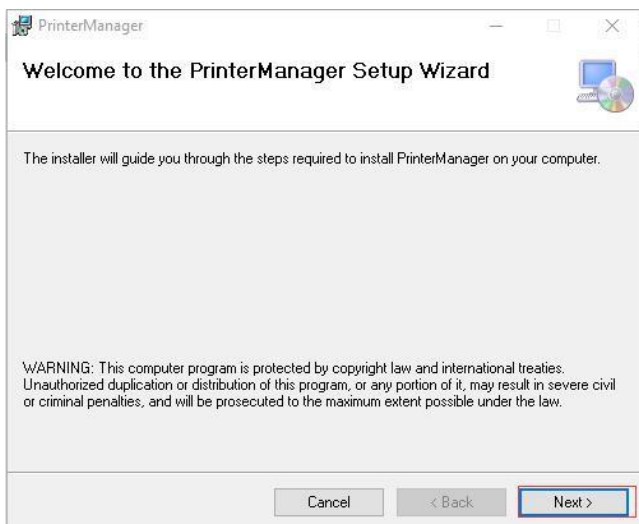 PrinterManager
Welcome to the PrinterManager Setup Wizard
The installer will guide you through the steps required to install PrinterManager on your computer.
WARNING: This computer program is protected by copyright law and international treaties.
Unauthorized duplication or distribution of this program, or any portion of it, may result in severe civil
or criminal penalties, and will be prosecuted to the maximum extent possible under the law.
Cancel
< Back
Next >